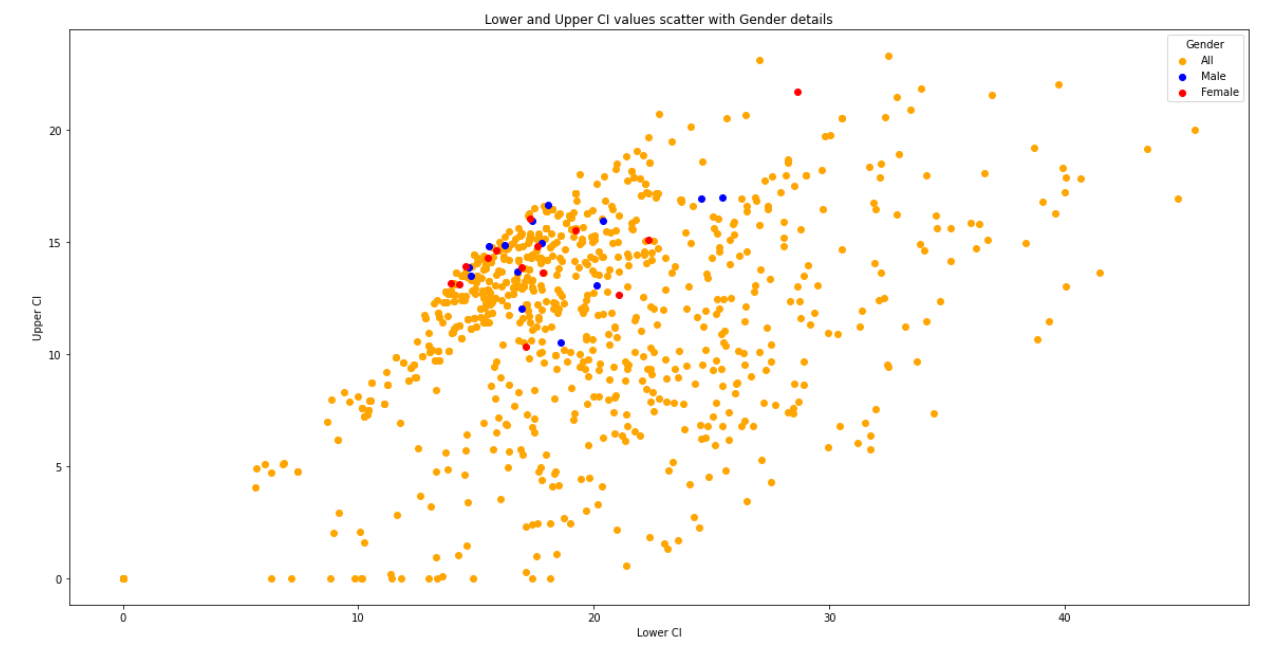 Lower and Upper CI values scatter with Gender details
Gender
All
Male
Female
Upper CI
20
15
10
5
0
0 10 20 30 40
Lower CI